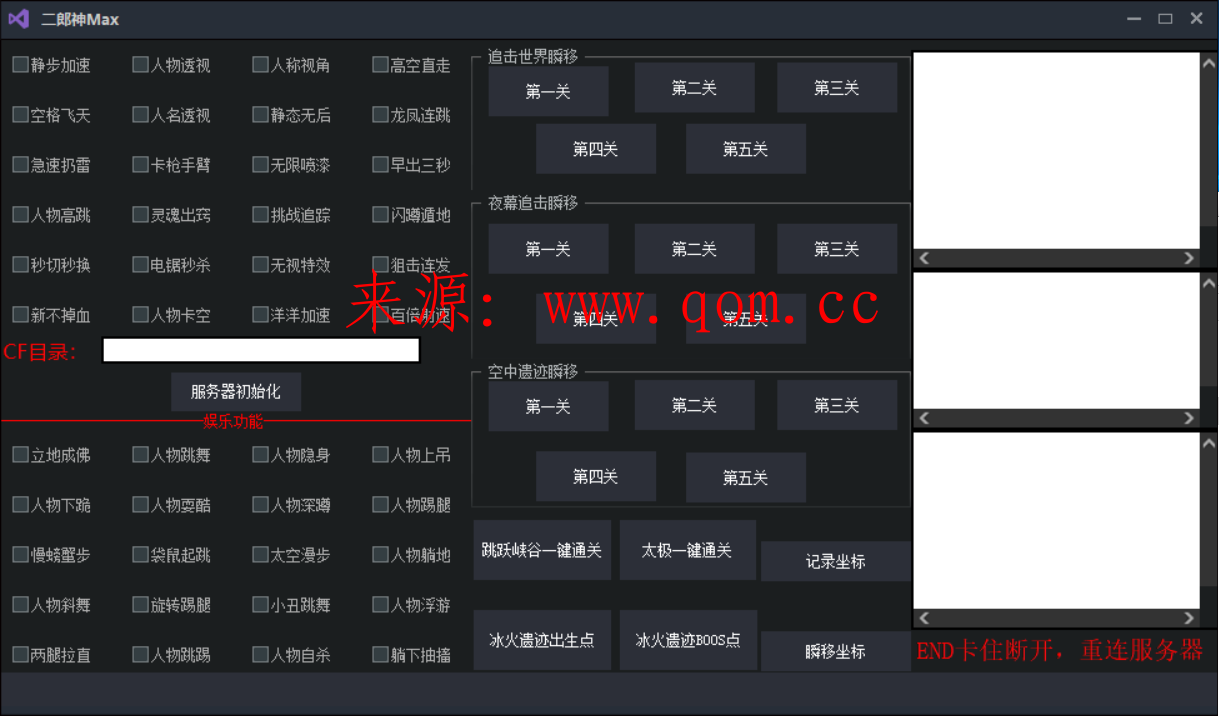 二郎神Max
静步加速 人物透视 人称视角 高空直走
空格飞天 人名透视 静态无后 龙凤连跳
急速扔雷 卡枪手臂 无限喷漆 早出三秒
人物高跳 灵魂出窍 挑战追踪 闪蹲遁地
秒切秒换 电锯秒杀 无视特效 狙击连发
新不掉血 人物卡空 洋洋加速 百倍射速
CF目录：
服务器初始化
娱乐功能
立地成佛 人物跳舞 人物隐身 人物上吊
人物下跪 人物耍酷 人物深蹲 人物踢腿
慢螃蟹步 袋鼠起跳 太空漫步 人物躺地
人物斜舞 旋转踢腿 小丑跳舞 人物浮游
两腿拉直 人物跳踢 人物自杀 躺下抽搐
追击世界瞬移
第一关 第二关 第三关
第四关 第五关
夜幕追击瞬移
第一关 第二关 第三关
第四关 第五关
空中遗迹瞬移
第一关 第二关 第三关
第四关 第五关
跳跃峡谷一键通关 太极一键通关 记录坐标
冰火遗迹出生点 冰火遗迹BOOS点 瞬移坐标
END卡住断开，重连服务器
来源：www.qom.cc